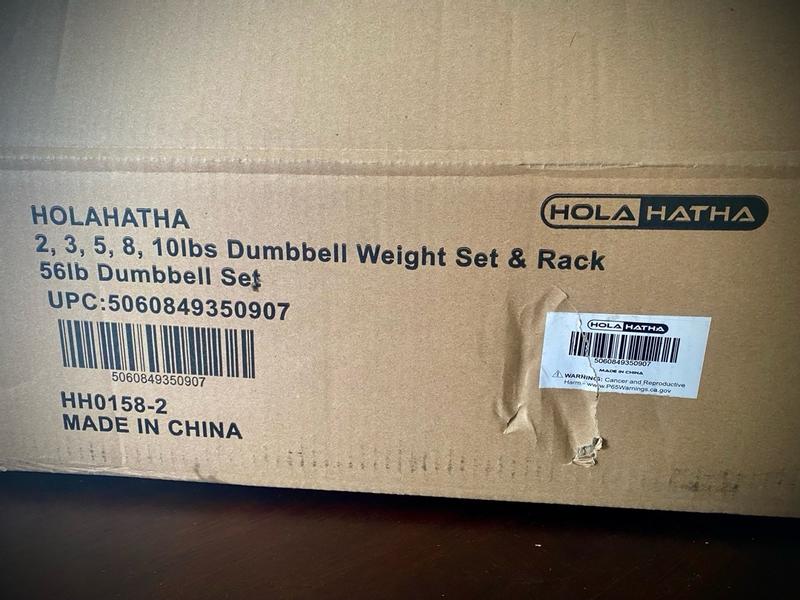 HOLAHATHA
2, 3, 5, 8, 10lbs Dumbbell Weight Set & Rack
56lb Dumbbell Set
UPC:5060849350907
5060849350907
HH0158-2
MADE IN CHINA
HOLA HATHA
HOLA HATHA
5060849350907
MADE IN CHINA
⚠ WARNING: Cancer and Reproductive
Harm - www.P65Warnings.ca.gov